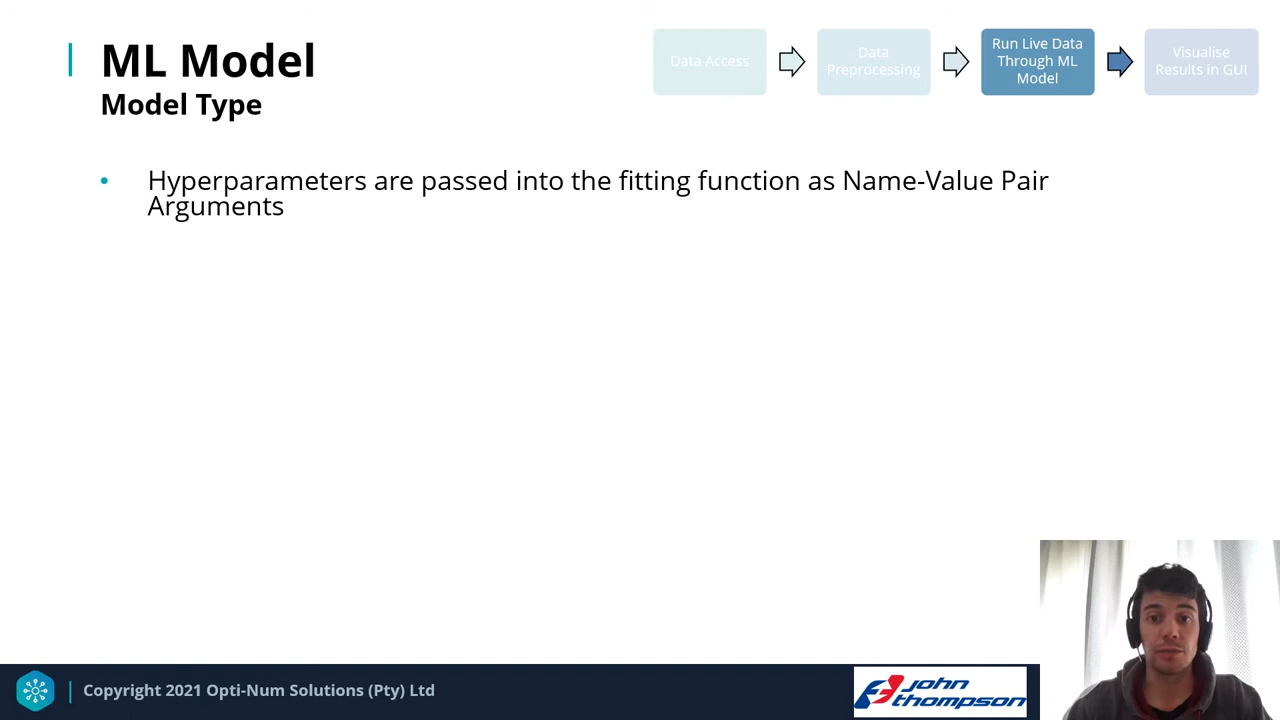 ML Model
Model Type
Data Access
Data
Preprocessing
Run Live Data
Through ML
Model
Visualise
Results in GUI
• Hyperparameters are passed into the fitting function as Name-Value Pair
Arguments
Copyright 2021 Opti-Num Solutions (Pty) Ltd
john
thompson